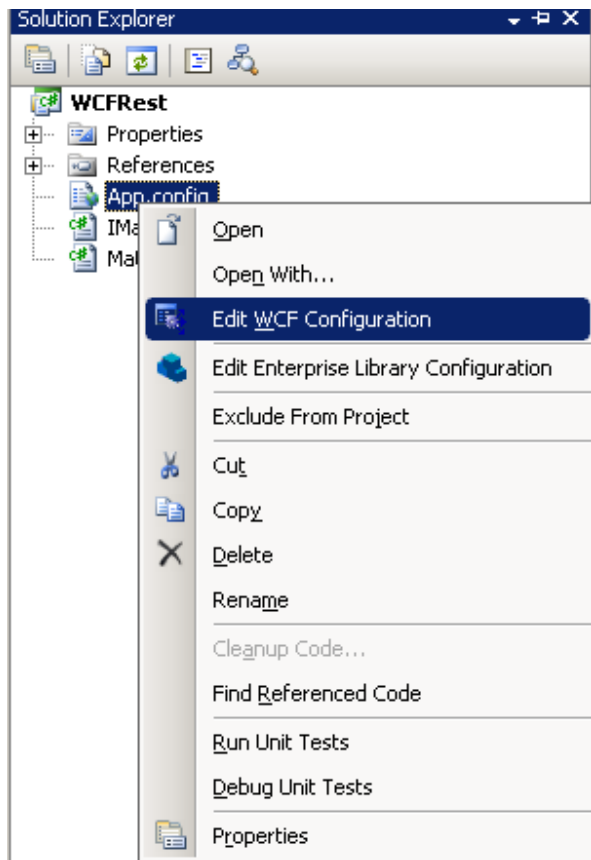 Solution Explorer
WCFRest
Properties
References
App.config
Open
Open With...
Edit WCF Configuration
Edit Enterprise Library Configuration
Exclude From Project
Cut
Copy
Delete
Rename
Cleanup Code...
Find Referenced Code
Run Unit Tests
Debug Unit Tests
Properties